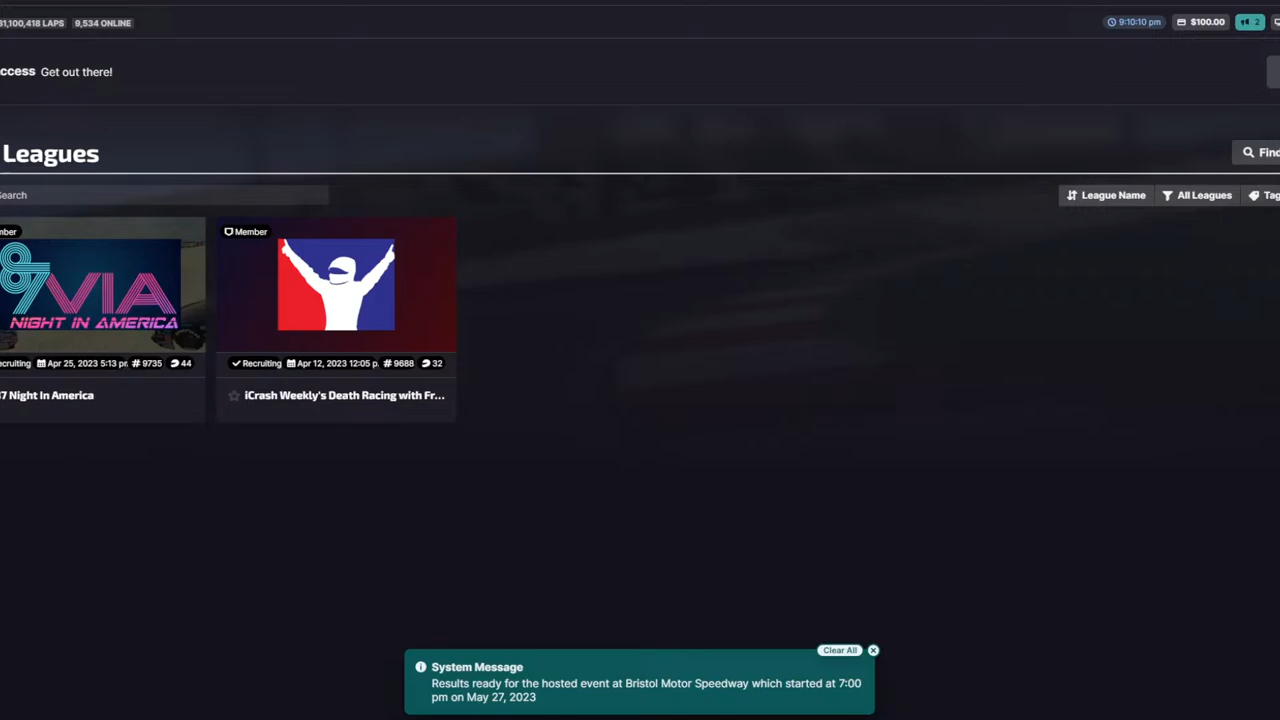 31,100,418 LAPS 9,534 ONLINE 9:10:10 pm $100.00 2
ccess Get out there!
Leagues Find
Search League Name All Leagues Tag
mber Member
87 VIA
NIGHT IN AMERICA
ecruiting Apr 25, 2023 5:13 pr. # 9735 44 Recruiting Apr 12, 2023 12:05 p. # 9688 32
7 Night In America iCrash Weekly's Death Racing with Fr...
Clear All
System Message
Results ready for the hosted event at Bristol Motor Speedway which started at 7:00
pm on May 27, 2023